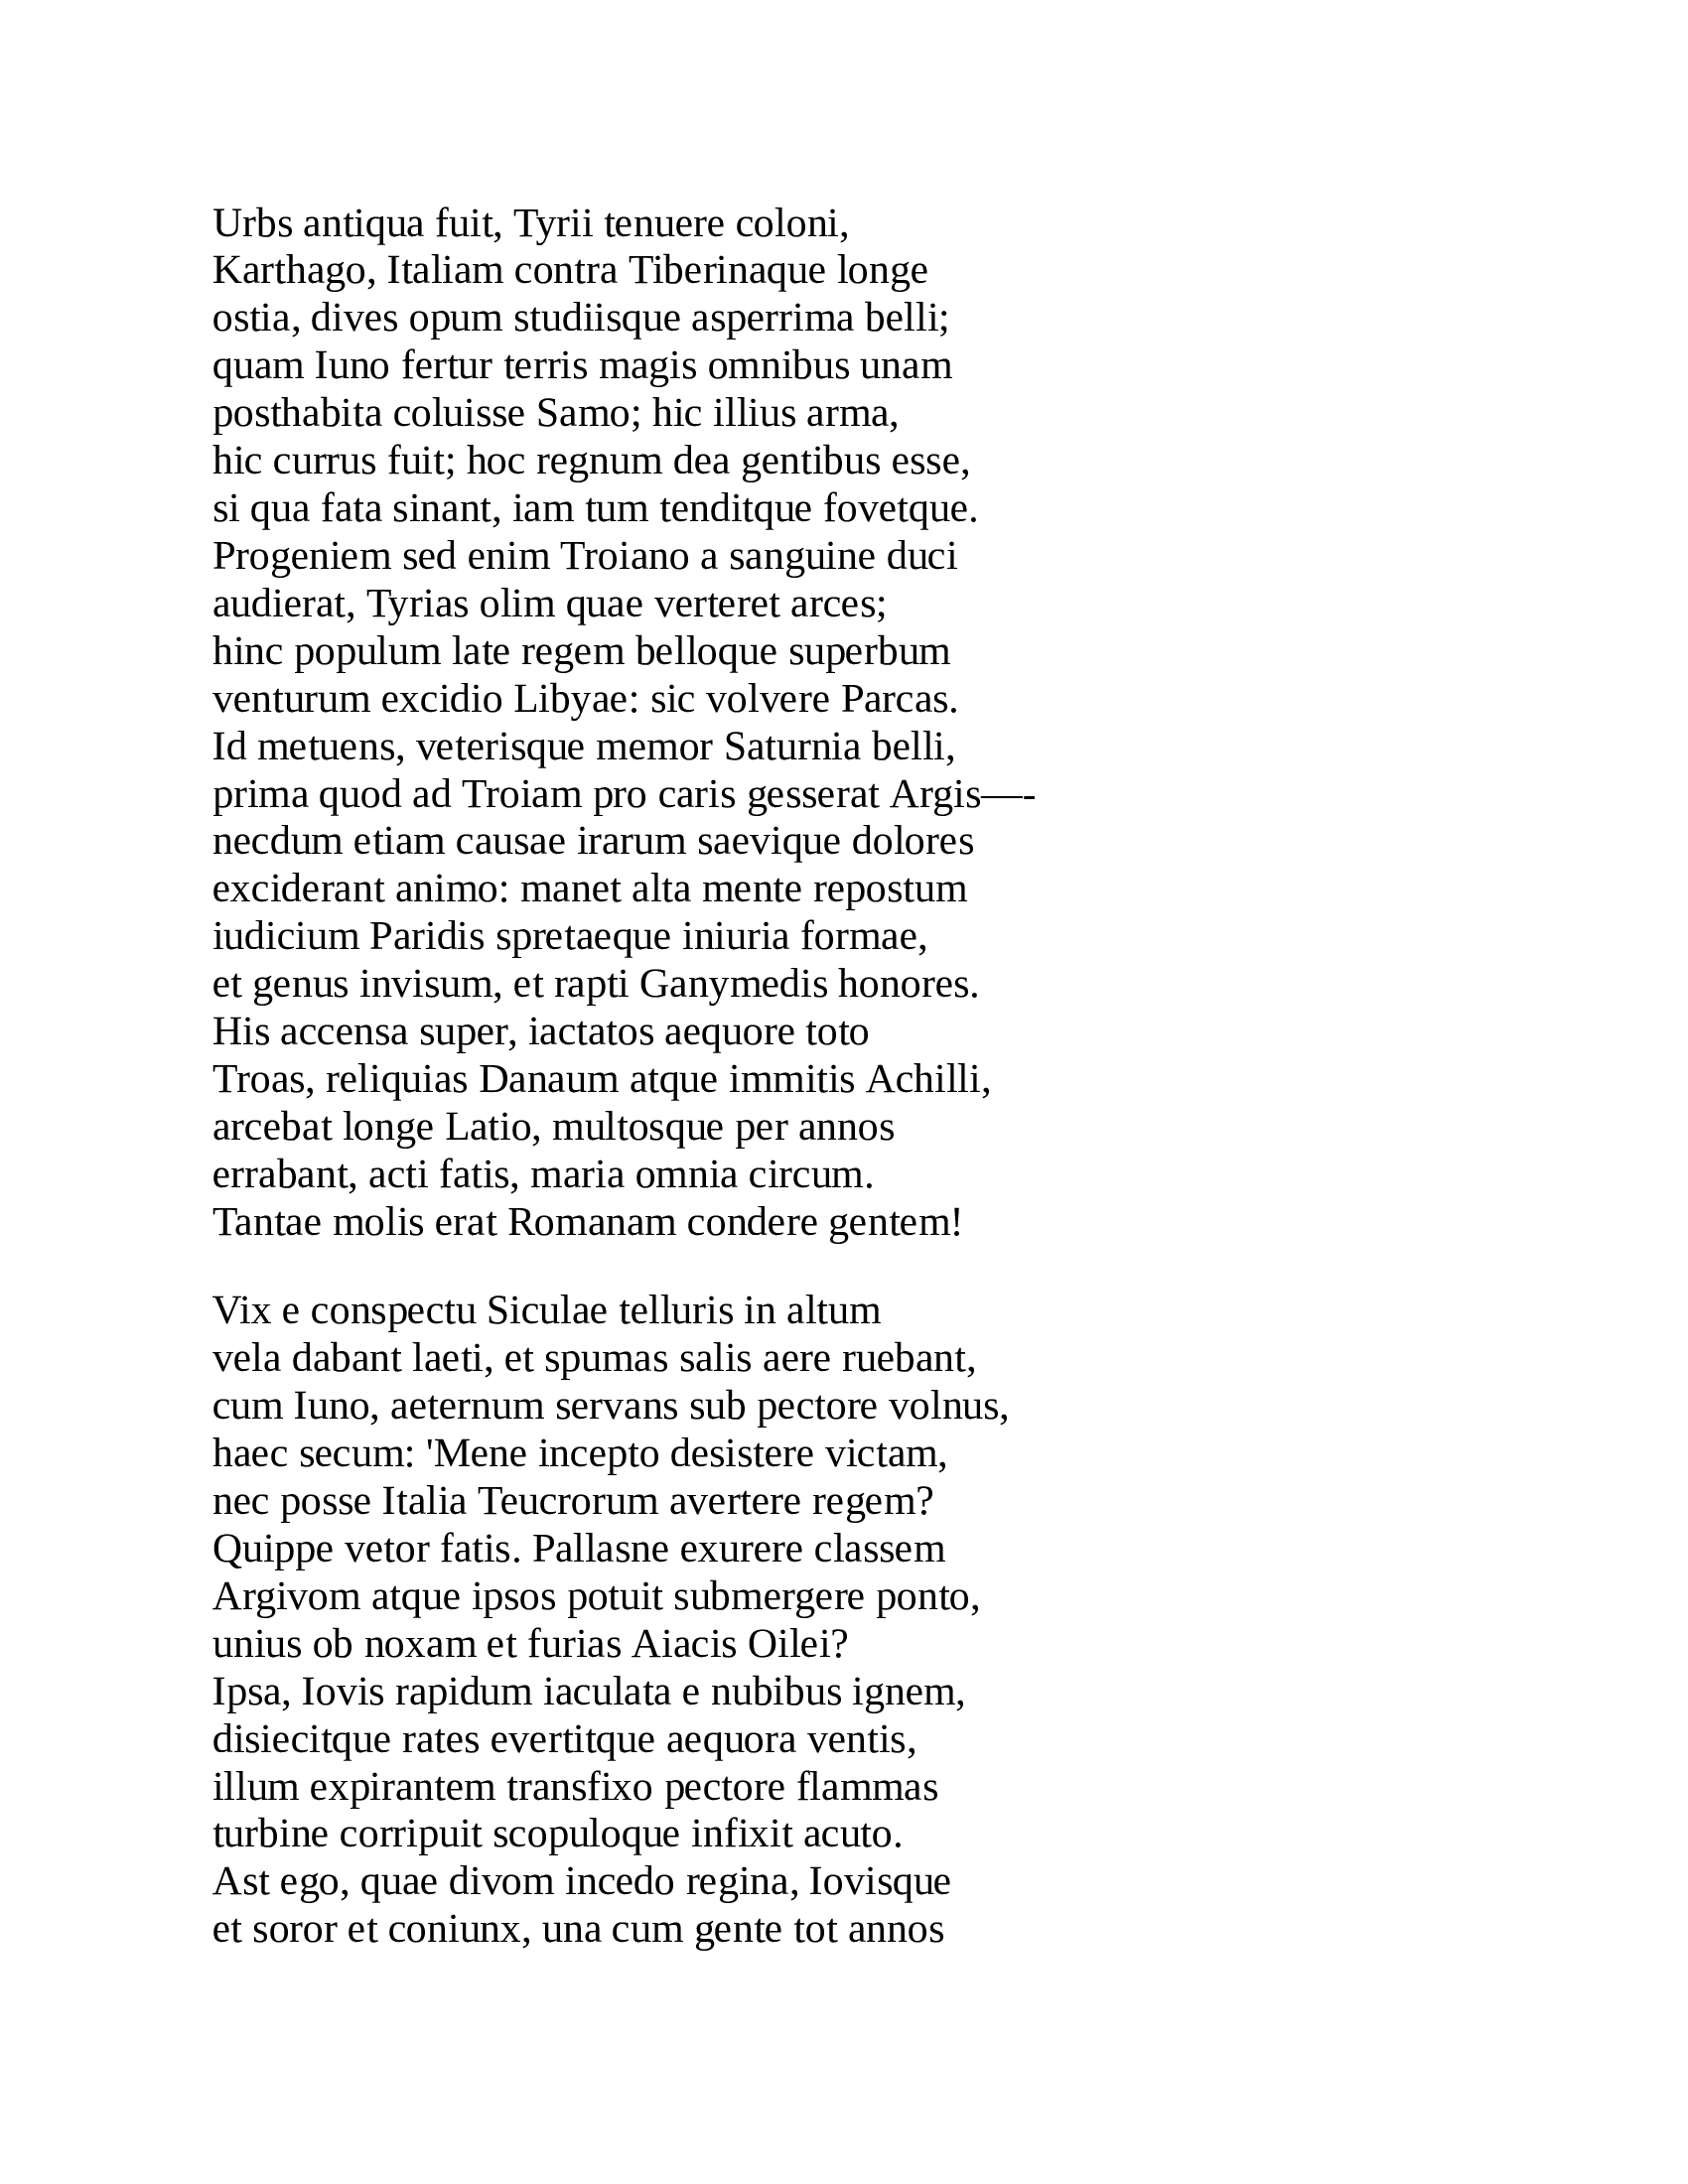 Urbs antiqua fuit, Tyrii tenuere coloni,
Karthago, Italiam contra Tiberinaque longe
ostia, dives opum studiisque asperrima belli;
quam Iuno fertur terris magis omnibus unam
posthabita coluisse Samo; hic illius arma,
hic currus fuit; hoc regnum dea gentibus esse,
si qua fata sinant, iam tum tenditque fovetque.
Progeniem sed enim Troiano a sanguine duci
audierat, Tyrias olim quae verteret arces;
hinc populum late regem belloque superbum
venturum excidio Libyae: sic volvere Parcas.
Id metuens, veterisque memor Saturnia belli,
prima quod ad Troiam pro caris gesserat Argis—-
necdum etiam causae irarum saevique dolores
exciderant animo: manet alta mente repostum
iudicium Paridis spretaeque iniuria formae,
et genus invisum, et rapti Ganymedis honores.
His accensa super, iactatos aequore toto
Troas, reliquias Danaum atque immitis Achilli,
arcebat longe Latio, multosque per annos
errabant, acti fatis, maria omnia circum.
Tantae molis erat Romanam condere gentem!

Vix e conspectu Siculae telluris in altum
vela dabant laeti, et spumas salis aere ruebant,
cum Iuno, aeternum servans sub pectore volnus,
haec secum: 'Mene incepto desistere victam,
nec posse Italia Teucrorum avertere regem?
Quippe vetor fatis. Pallasne exurere classem
Argivom atque ipsos potuit submergere ponto,
unius ob noxam et furias Aiacis Oilei?
Ipsa, Iovis rapidum iaculata e nubibus ignem,
disiecitque rates evertitque aequora ventis,
illum expirantem transfixo pectore flammas
turbine corripuit scopuloque infixit acuto.
Ast ego, quae divom incedo regina, Iovisque
et soror et coniunx, una cum gente tot annos